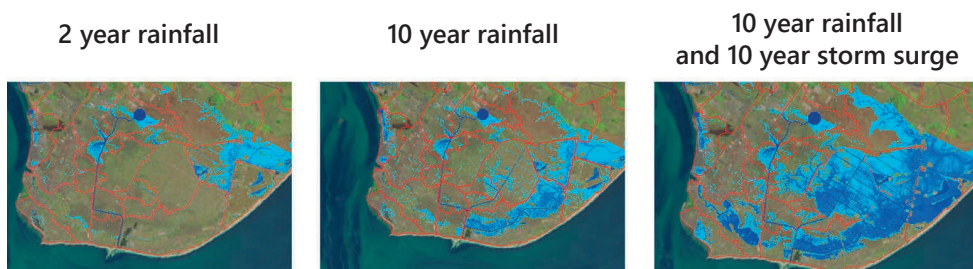 2 year rainfall
10 year rainfall
10 year rainfall
and 10 year storm surge